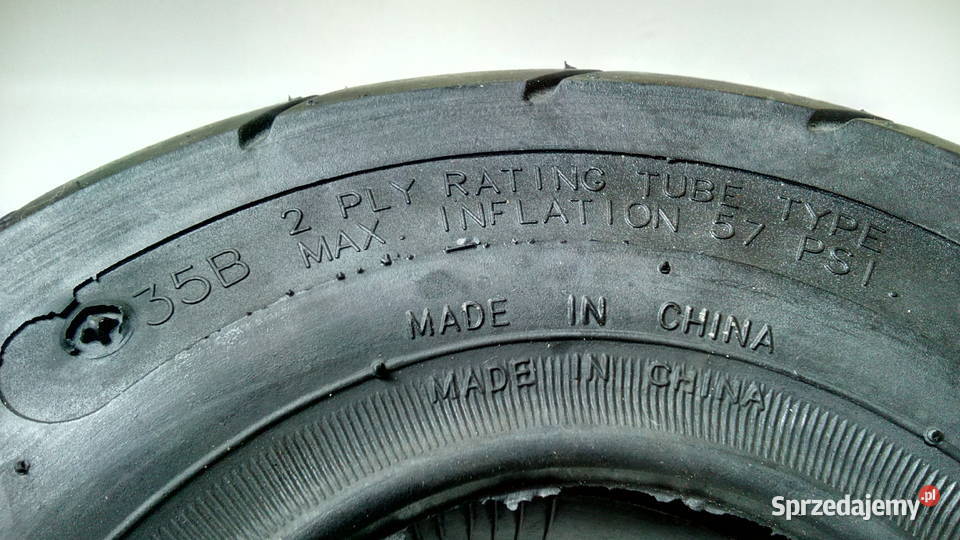 2 PLY RATING TUBE TYPE
35B MAX. INFLATION 57 PSI.
MADE IN CHINA
MADE IN CHINA
Sprzedajemy.pl